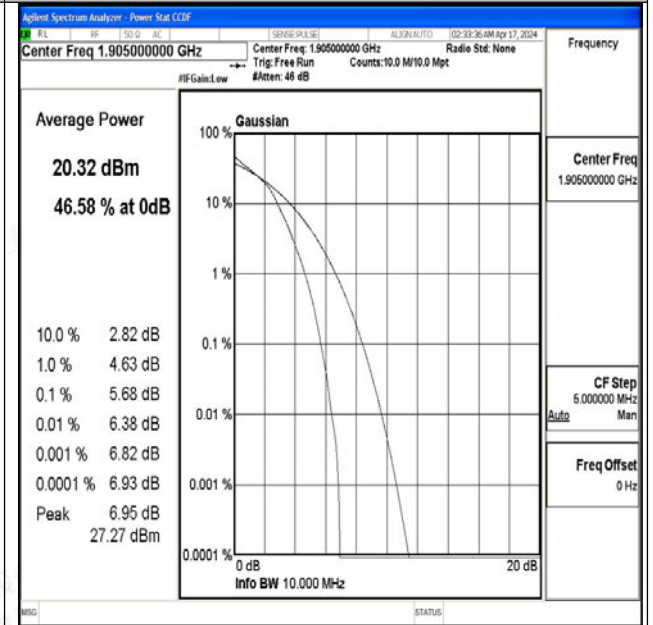 Agilent Spectrum Analyzer - Power Stat CCDF
RL RF 50 Ω AC SENSE:PULSE ALIGN AUTO 02:33:36 AM Apr 17, 2024
Center Freq 1.905000000 GHz
Center Freq: 1.905000000 GHz Radio Std: None
Trig: Free Run Counts:10.0 M/10.0 Mpt
#IFGain:Low #Atten: 46 dB
Frequency
Average Power
20.32 dBm
46.58 % at 0dB
10.0 % 2.82 dB
1.0 % 4.63 dB
0.1 % 5.68 dB
0.01 % 6.38 dB
0.001 % 6.82 dB
0.0001 % 6.93 dB
Peak 6.95 dB
27.27 dBm
Gaussian
100 %
10 %
1 %
0.1 %
0.01 %
0.001 %
0.0001 %
0 dB 20 dB
Info BW 10.000 MHz
Center Freq
1.905000000 GHz
CF Step
5.000000 MHz
Auto Man
Freq Offset
0 Hz
MSG STATUS